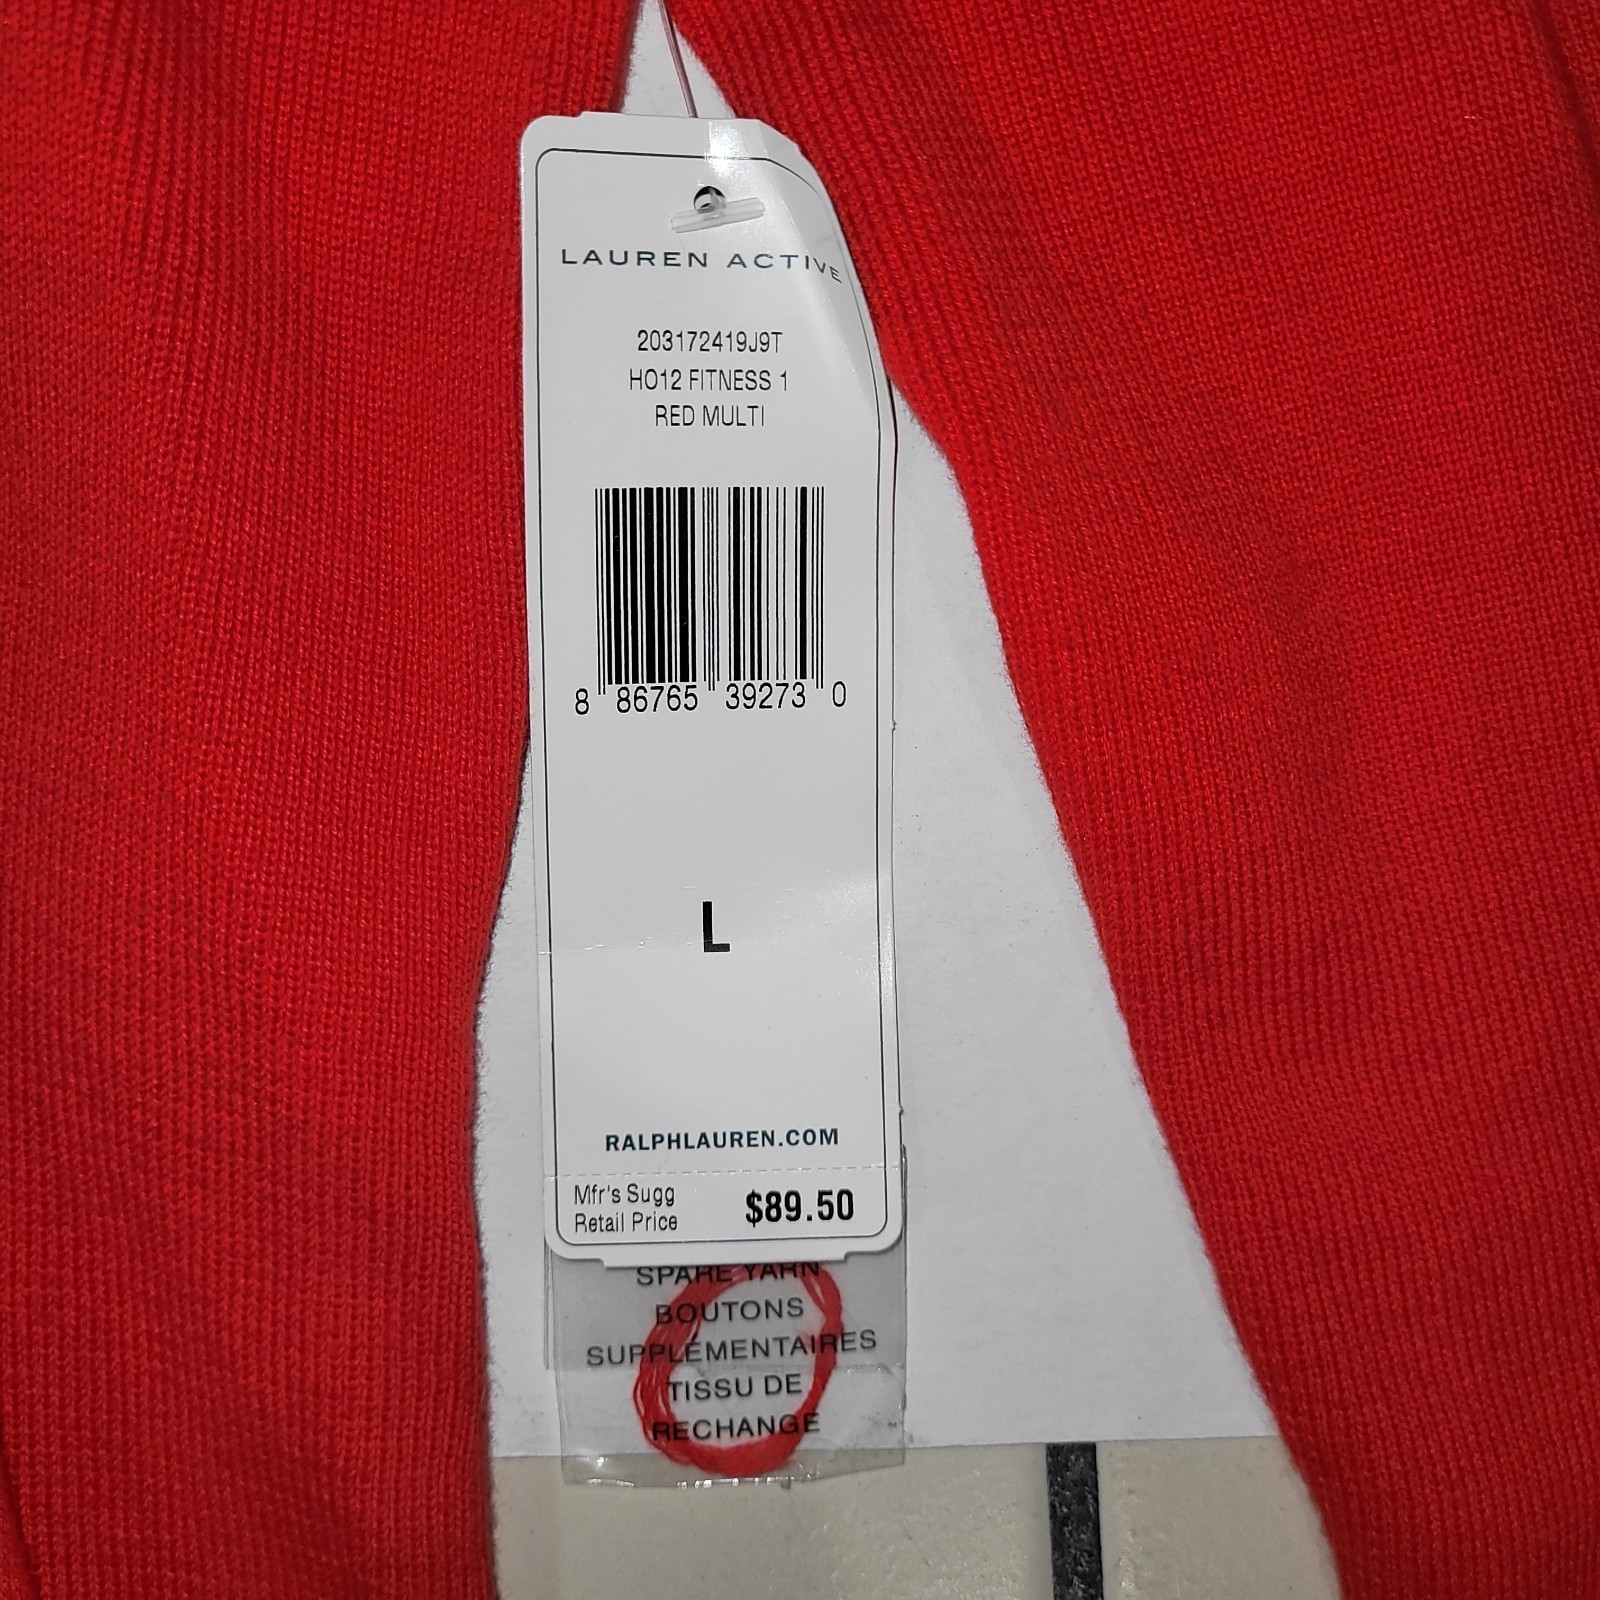 LAUREN ACTIVE
203172419J9T
HO12 FITNESS 1
RED MULTI
8 86765 39273 0
L
RALPHLAUREN.COM
Mfr's Sugg
Retail Price $89.50
SPARE YARN
BOUTONS
SUPPLÉMENTAIRES
TISSU DE
RECHANGE